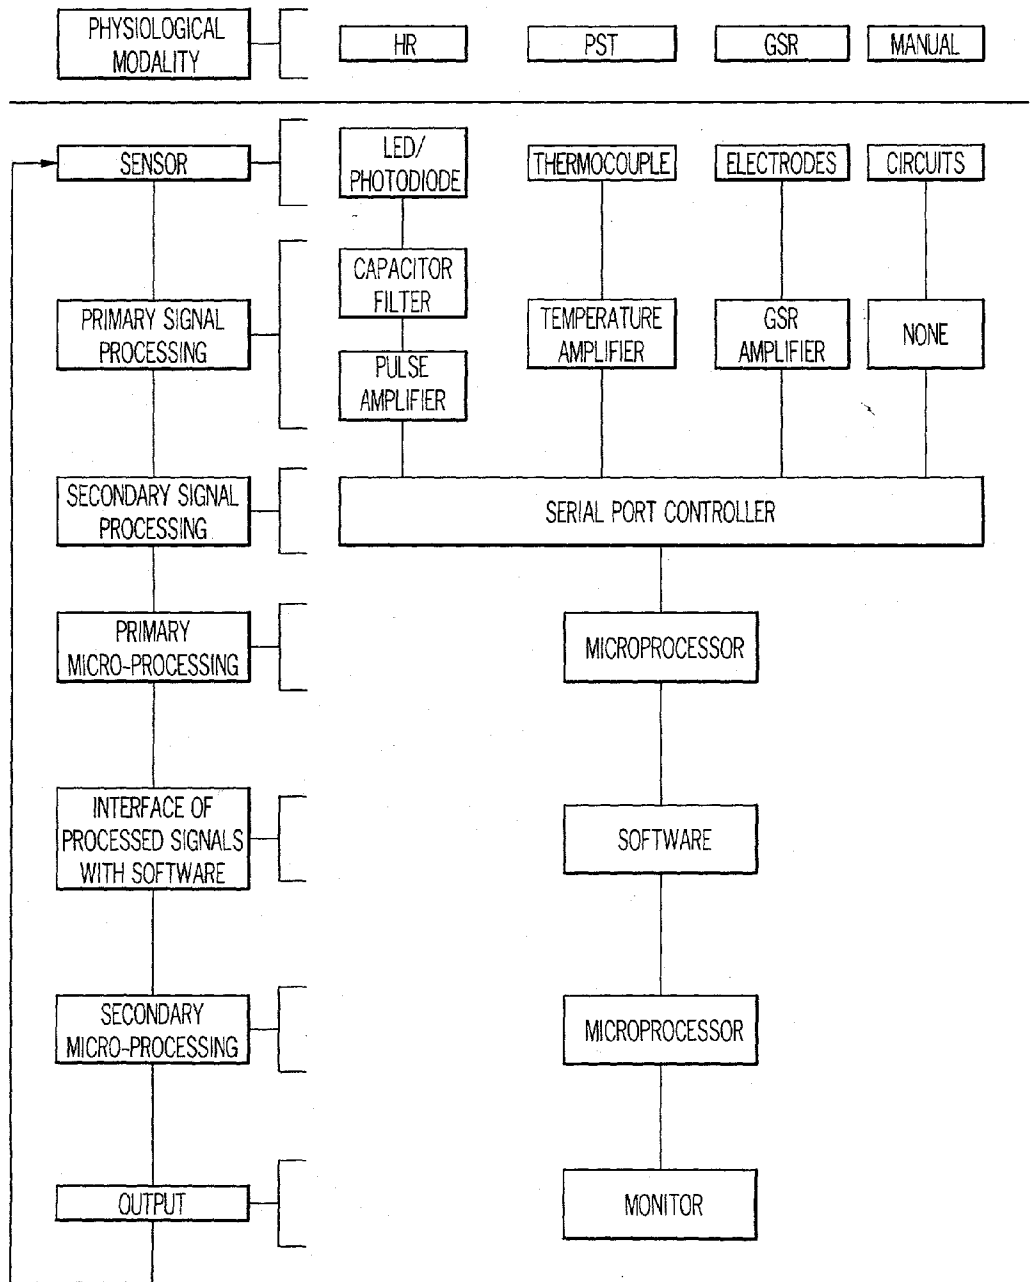 PHYSIOLOGICAL
MODALITY
HR
PST
GSR
MANUAL
SENSOR
LED/
PHOTODIODE
THERMOCOUPLE
ELECTRODES
CIRCUITS
PRIMARY SIGNAL
PROCESSING
CAPACITOR
FILTER
PULSE
AMPLIFIER
TEMPERATURE
AMPLIFIER
GSR
AMPLIFIER
NONE
SECONDARY SIGNAL
PROCESSING
SERIAL PORT CONTROLLER
PRIMARY
MICRO-PROCESSING
MICROPROCESSOR
INTERFACE OF
PROCESSED SIGNALS
WITH SOFTWARE
SOFTWARE
SECONDARY
MICRO-PROCESSING
MICROPROCESSOR
OUTPUT
MONITOR